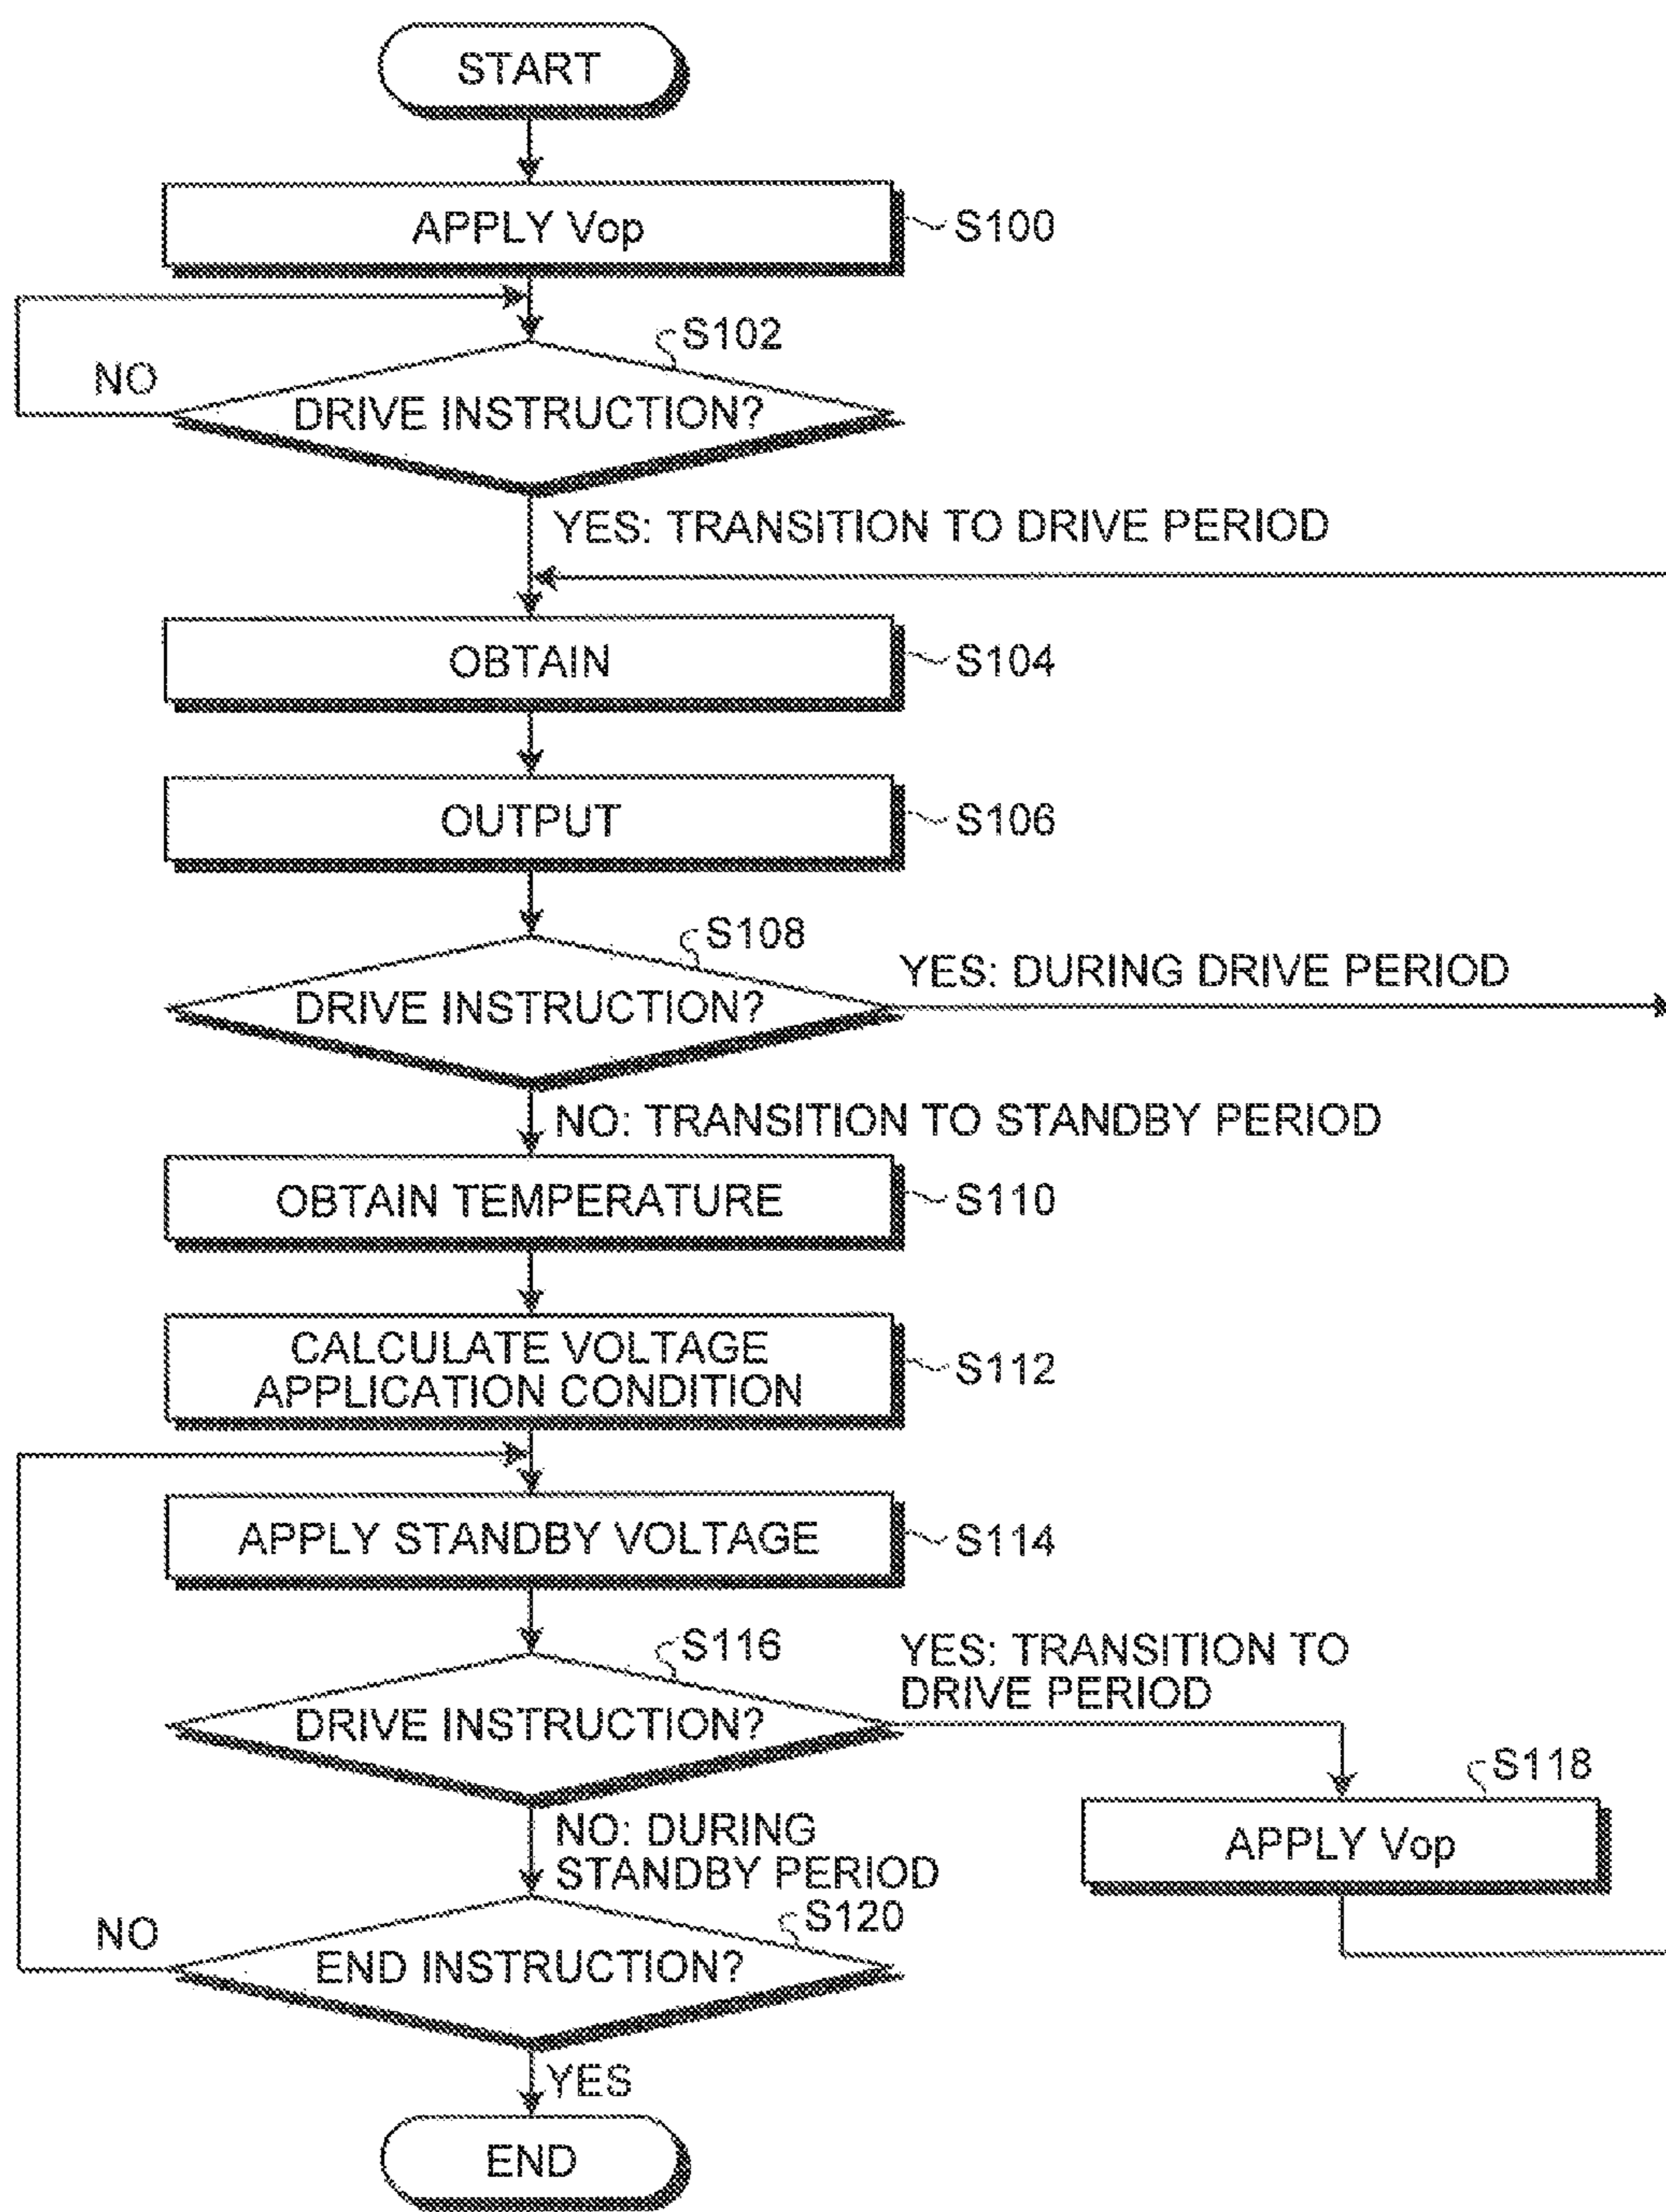 START
APPLY Vop
S100
S102
NO
DRIVE INSTRUCTION?
YES: TRANSITION TO DRIVE PERIOD
OBTAIN
S104
OUTPUT
S106
S108
DRIVE INSTRUCTION?
YES: DURING DRIVE PERIOD
NO: TRANSITION TO STANDBY PERIOD
OBTAIN TEMPERATURE
S110
CALCULATE VOLTAGE
APPLICATION CONDITION
S112
APPLY STANDBY VOLTAGE
S114
S116
DRIVE INSTRUCTION?
YES: TRANSITION TO
DRIVE PERIOD
S118
APPLY Vop
NO: DURING
STANDBY PERIOD
S120
NO
END INSTRUCTION?
YES
END